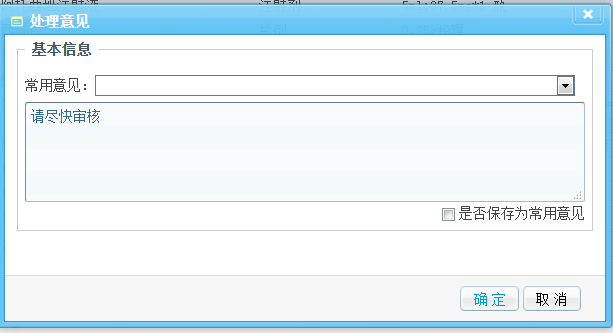 处理意见
基本信息
常用意见：
请尽快审核
是否保存为常用意见
确定 取消